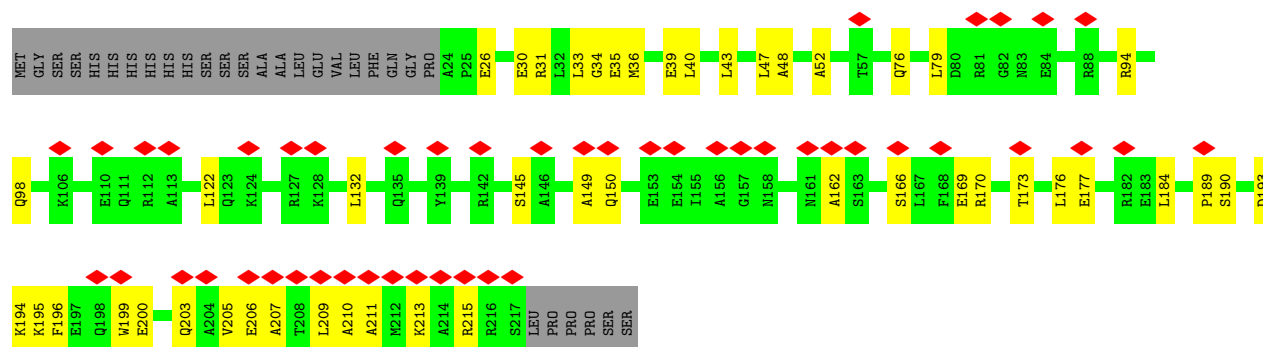 MET GLY SER SER HIS HIS HIS HIS HIS HIS SER SER SER ALA ALA LEU GLU VAL LEU PHE GLN GLY PRO A24 P25 E26 E30 R31 L32 L33 G34 E35 M36 E39 L40 L43 L47 A48 A52 T57 Q76 L79 D80 R81 G82 N83 E84 R88 R94
Q98 K106 E110 Q111 R112 A113 L122 Q123 K124 R127 K128 L132 Q135 Y139 R142 S145 A146 A149 Q150 E153 E154 I155 A156 G157 N158 N161 A162 S163 S166 L167 F168 E169 R170 T173 L176 E177 R182 E183 L184 P189 S190 D193
K194 K195 F196 E197 Q198 W199 E200 Q203 A204 V205 E206 A207 T208 L209 A210 A211 M212 K213 A214 R215 R216 S217 LEU PRO PRO PRO SER SER